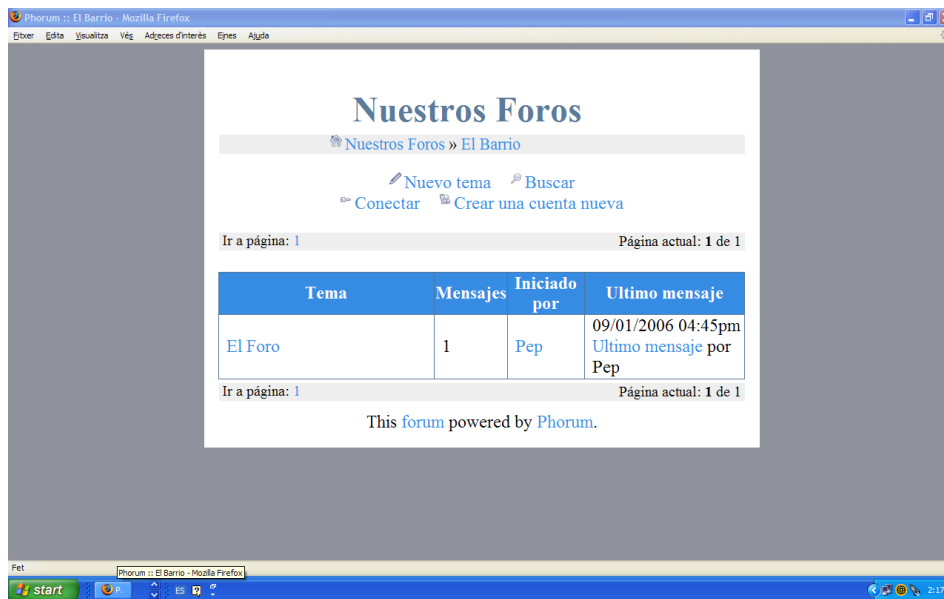 Phorum :: El Barrio - Mozilla Firefox
Fitxer Edita Visualitza Vés Adreces d'interès Eines Ajuda
Nuestros Foros
Nuestros Foros » El Barrio
Nuevo tema Buscar
Conectar Crear una cuenta nueva
Ir a página: 1 Página actual: 1 de 1
Tema Mensajes Iniciado por Ultimo mensaje
El Foro 1 Pep 09/01/2006 04:45pm
Ultimo mensaje por
Pep
Ir a página: 1 Página actual: 1 de 1
This forum powered by Phorum.
Fet
Phorum :: El Barrio - Mozilla Firefox
start P. ES 2:17